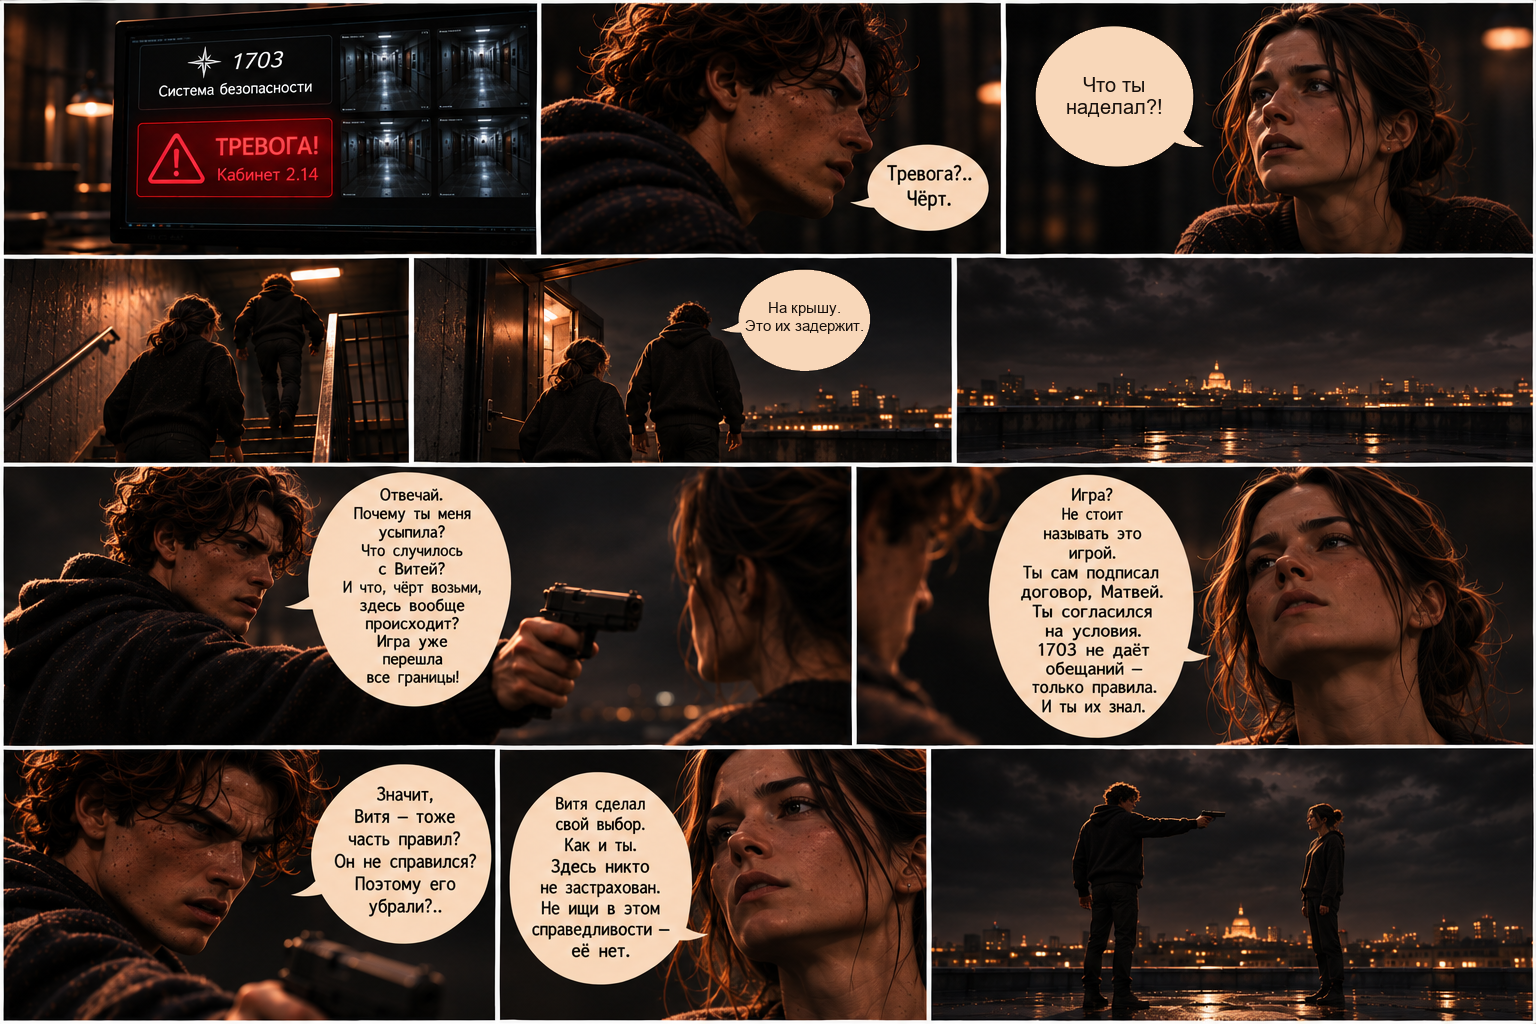 1703
Система безопасности
ТРЕВОГА!
Кабинет 2.14
Тревога?..
Чёрт.
Что ты
наделал?!
На крышу.
Это их задержит.
Отвечай.
Почему ты меня
усыпила?
Что случилось
с Витей?
И что, чёрт возьми,
здесь вообще
происходит?
Игра уже
перешла
все границы!
Игра?
Не стоит
называть это
игрой.
Ты сам подписал
договор, Матвей.
Ты согласился
на условия.
1703 не даёт
обещаний —
только правила.
И ты их знал.
Значит,
Витя — тоже
часть правил?
Он не справился?
Поэтому его
убрали?..
Витя сделал
свой выбор.
Как и ты.
Здесь никто
не застрахован.
Не ищи в этом
справедливости —
её нет.